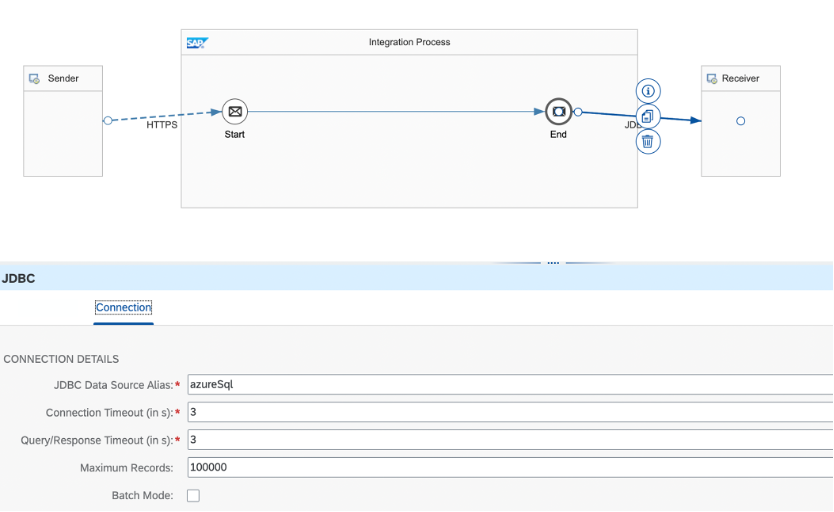 SAP
Integration Process
Sender
Receiver
HTTPS
Start
End
JDBC
Connection
CONNECTION DETAILS
JDBC Data Source Alias:* azureSql
Connection Timeout (in s):* 3
Query/Response Timeout (in s):* 3
Maximum Records: 100000
Batch Mode: